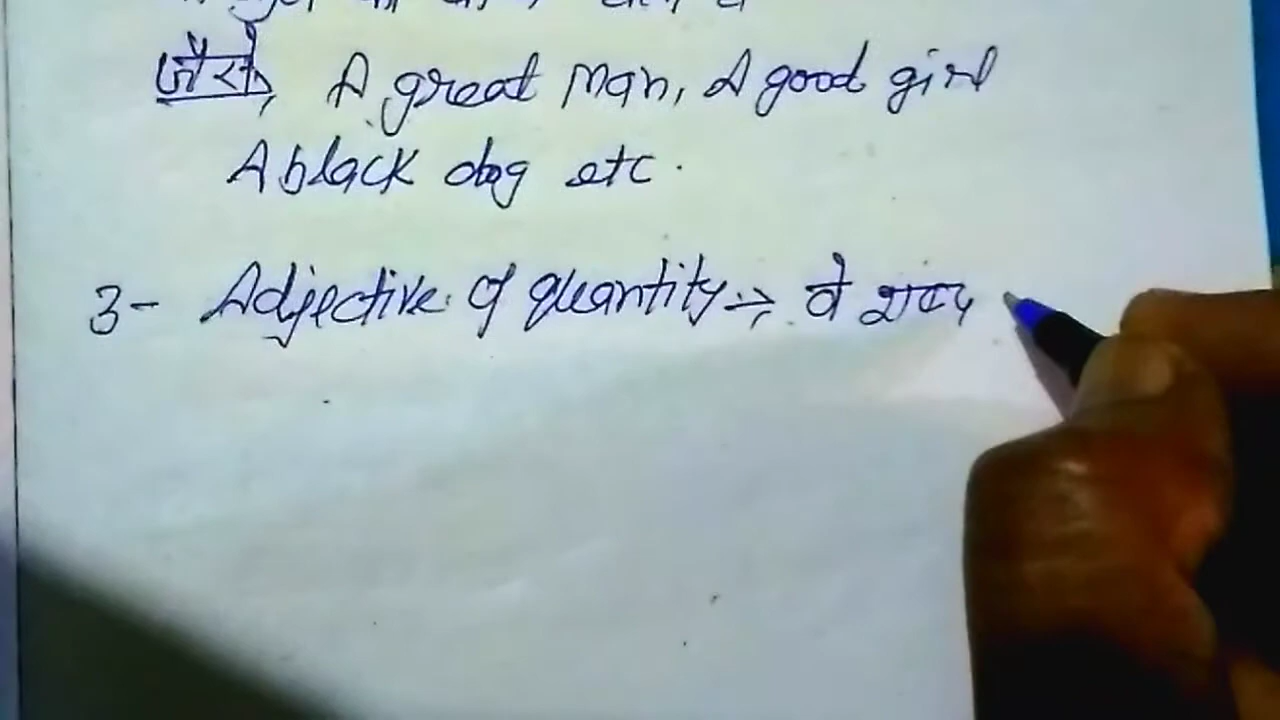 जैसे, A great man, A good girl
A black dog etc.
3- Adjective of quantity → वे शब्द